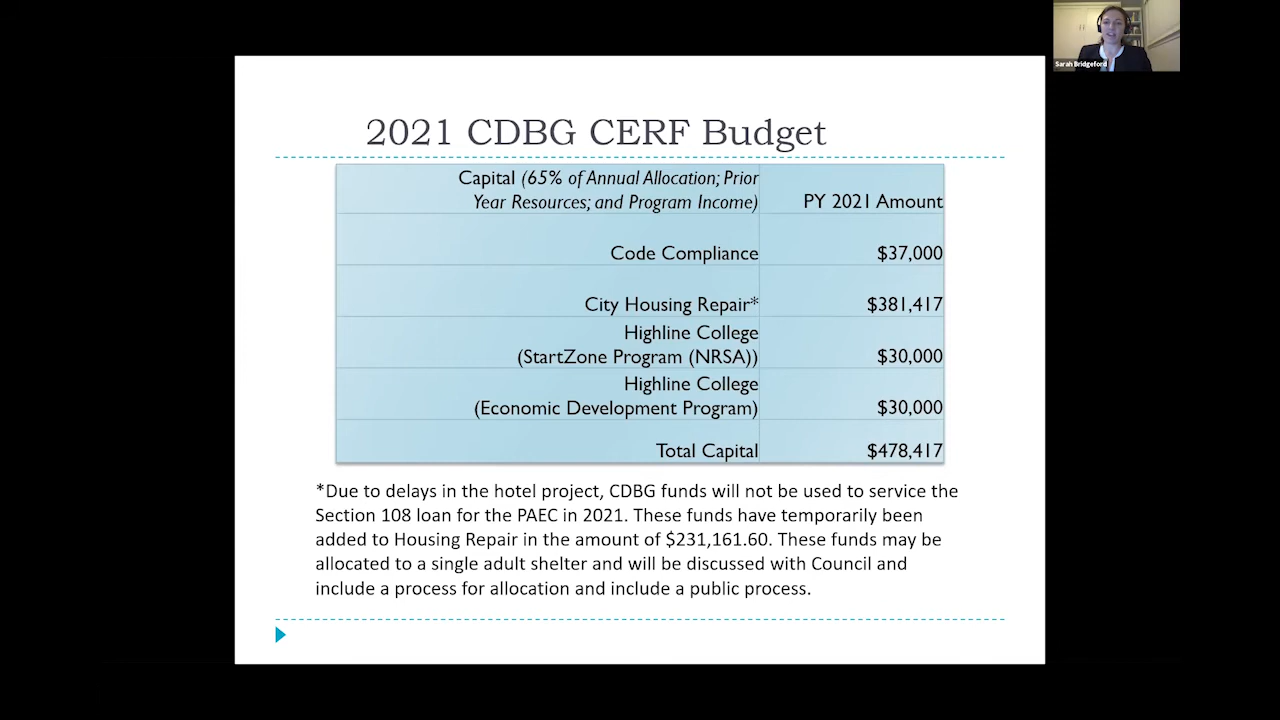 Sarah Bridgeford
2021 CDBG CERF Budget
Capital (65% of Annual Allocation; Prior
Year Resources; and Program Income)
PY 2021 Amount
Code Compliance
$37,000
City Housing Repair*
$381,417
Highline College
(StartZone Program (NRSA))
$30,000
Highline College
(Economic Development Program)
$30,000
Total Capital
$478,417
*Due to delays in the hotel project, CDBG funds will not be used to service the
Section 108 loan for the PAEC in 2021. These funds have temporarily been
added to Housing Repair in the amount of $231,161.60. These funds may be
allocated to a single adult shelter and will be discussed with Council and
include a process for allocation and include a public process.